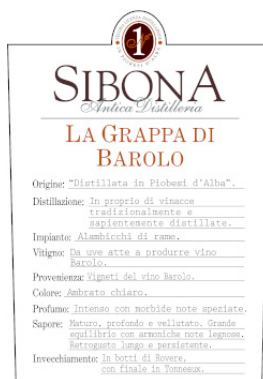 1
SIBONA
Antica Distilleria
LA GRAPPA DI
BAROLO
Origine: "Distillata in Piobesi d'Alba".
Distillazione: In proprio di vinacce
tradizionalmente e
sapientemente distillate.
Impianto: Alambicchi di rame.
Vitigno: Da uve atte a produrre vino
Barolo.
Provenienza: Vigneti del vino Barolo.
Colore: Ambrato chiaro.
Profumo: Intenso con morbide note speziate.
Sapore: Maturo, profondo e vellutato. Grande
equilibrio con armoniche note legnose.
Retrogusto lungo e persistente.
Invecchiamento: In botti di Rovere,
con finale in Tonneaux.